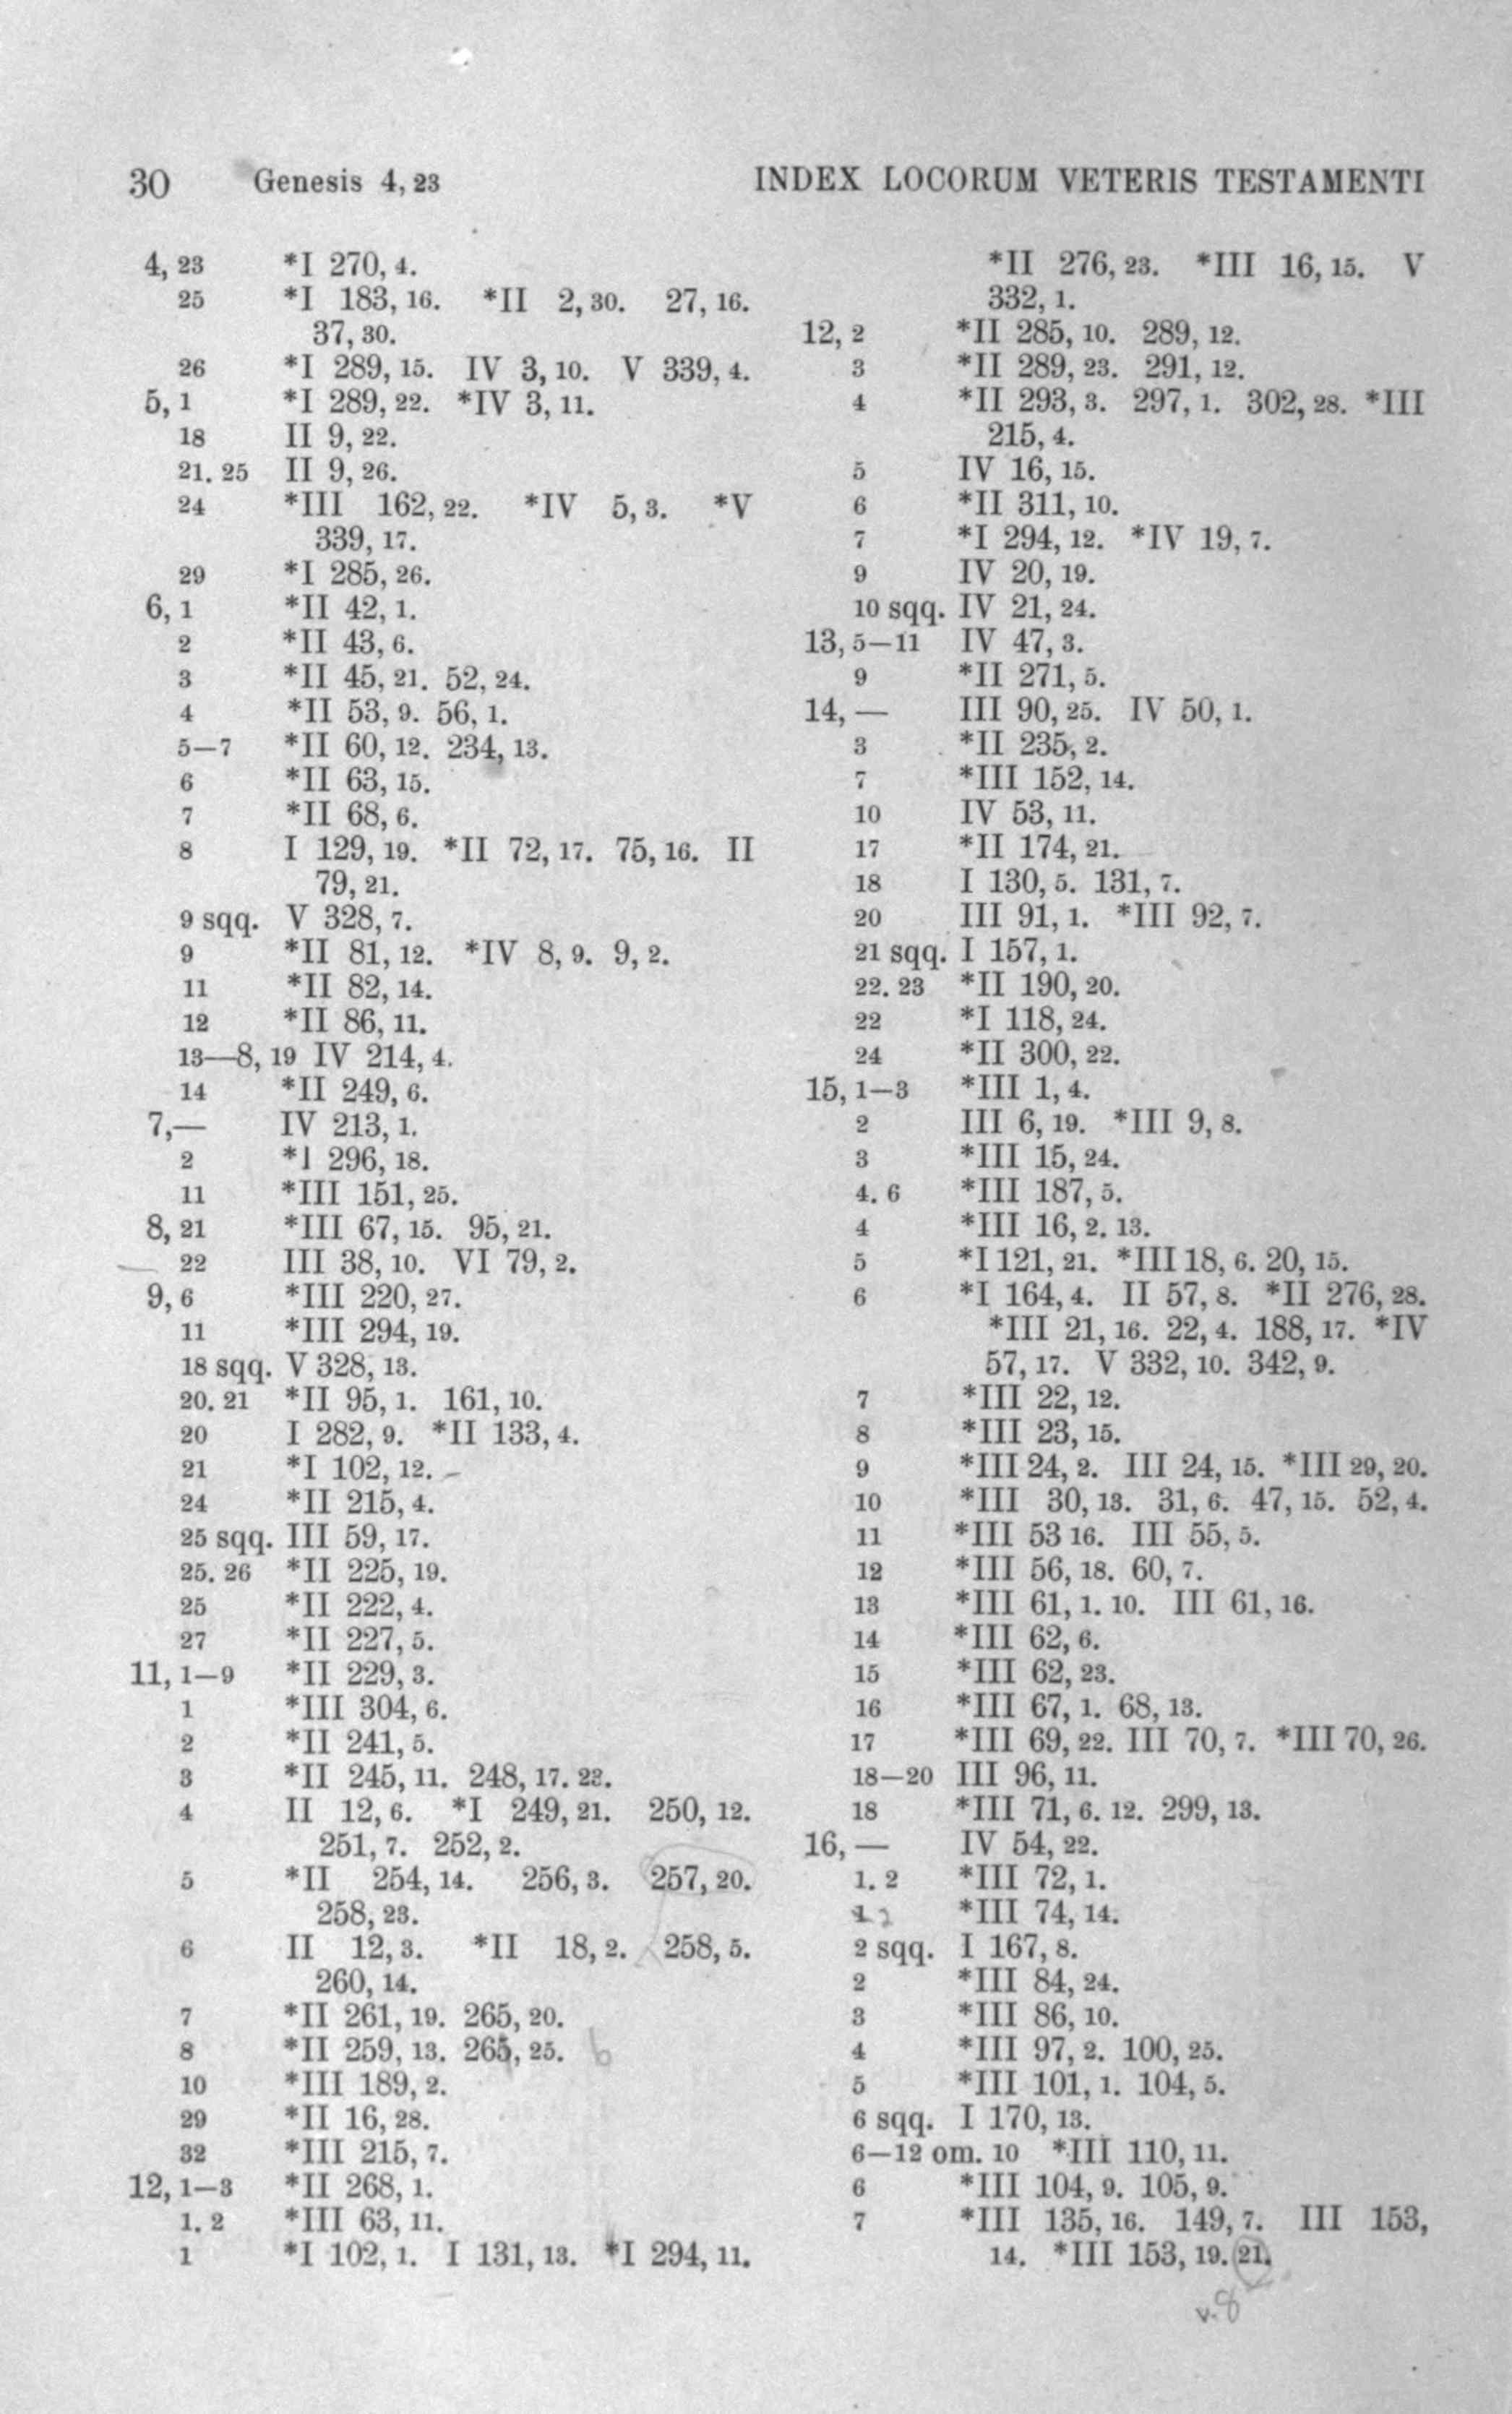 30 Genesis 4, 23 INDEX LOCORUM VETERIS TESTAMENTI
4, 23 *I 270, 4.
25 *I 183, 16. *II 2, 30. 27, 16.
37, 30.
26 *I 289, 15. IV 3, 10. V 339, 4.
5, 1 *I 289, 22. *IV 3, 11.
18 II 9, 22.
21. 25 II 9, 26.
24 *III 162, 22. *IV 5, 3. *V
339, 17.
29 *I 285, 26.
6, 1 *II 42, 1.
2 *II 43, 6.
3 *II 45, 21. 52, 24.
4 *II 53, 9. 56, 1.
5—7 *II 60, 12. 234, 13.
6 *II 63, 15.
7 *II 68, 6.
8 I 129, 19. *II 72, 17. 75, 16. II
79, 21.
9 sqq. V 328, 7.
9 *II 81, 12. *IV 8, 9. 9, 2.
11 *II 82, 14.
12 *II 86, 11.
13—8, 19 IV 214, 4.
14 *II 249, 6.
7,— IV 213, 1.
2 *I 296, 18.
11 *III 151, 25.
8, 21 *III 67, 15. 95, 21.
22 III 38, 10. VI 79, 2.
9, 6 *III 220, 27.
11 *III 294, 19.
18 sqq. V 328, 13.
20. 21 *II 95, 1. 161, 10.
20 I 282, 9. *II 133, 4.
21 *I 102, 12.
24 *II 215, 4.
25 sqq. III 59, 17.
25. 26 *II 225, 19.
25 *II 222, 4.
27 *II 227, 5.
11, 1—9 *II 229, 3.
1 *III 304, 6.
2 *II 241, 5.
3 *II 245, 11. 248, 17. 22.
4 II 12, 6. *I 249, 21. 250, 12.
251, 7. 252, 2.
5 *II 254, 14. 256, 3. 257, 20.
258, 23.
6 II 12, 3. *II 18, 2. 258, 5.
260, 14.
7 *II 261, 19. 265, 20.
8 *II 259, 13. 265, 25. 6
10 *III 189, 2.
29 *II 16, 28.
32 *III 215, 7.
12, 1—3 *II 268, 1.
1. 2 *III 63, 11.
1 *I 102, 1. I 131, 13. *I 294, 11.
*II 276, 23. *III 16, 15. V
332, 1.
12, 2 *II 285, 10. 289, 12.
3 *II 289, 23. 291, 12.
4 *II 293, 3. 297, 1. 302, 28. *III
215, 4.
5 IV 16, 15.
6 *II 311, 10.
7 *I 294, 12. *IV 19, 7.
9 IV 20, 19.
10 sqq. IV 21, 24.
13, 5—11 IV 47, 3.
9 *II 271, 5.
14, — III 90, 25. IV 50, 1.
3 *II 235, 2.
7 *III 152, 14.
10 IV 53, 11.
17 *II 174, 21.
18 I 130, 5. 131, 7.
20 III 91, 1. *III 92, 7.
21 sqq. I 157, 1.
22. 23 *II 190, 20.
22 *I 118, 24.
24 *II 300, 22.
15, 1—3 *III 1, 4.
2 III 6, 19. *III 9, 8.
3 *III 15, 24.
4. 6 *III 187, 5.
4 *III 16, 2. 13.
5 *I 121, 21. *III 18, 6. 20, 15.
6 *I 164, 4. II 57, 8. *II 276, 28.
*III 21, 16. 22, 4. 188, 17. *IV
57, 17. V 332, 10. 342, 9.
7 *III 22, 12.
8 *III 23, 15.
9 *III 24, 2. III 24, 15. *III 29, 20.
10 *III 30, 13. 31, 6. 47, 15. 52, 4.
11 *III 53 16. III 55, 5.
12 *III 56, 18. 60, 7.
13 *III 61, 1. 10. III 61, 16.
14 *III 62, 6.
15 *III 62, 23.
16 *III 67, 1. 68, 13.
17 *III 69, 22. III 70, 7. *III 70, 26.
18—20 III 96, 11.
18 *III 71, 6. 12. 299, 13.
16, — IV 54, 22.
1. 2 *III 72, 1.
2 *III 74, 14.
2 sqq. I 167, 8.
2 *III 84, 24.
3 *III 86, 10.
4 *III 97, 2. 100, 25.
5 *III 101, 1. 104, 5.
6 sqq. I 170, 13.
6—12 om. 10 *III 110, 11.
6 *III 104, 9. 105, 9.
7 *III 135, 16. 149, 7. III 153,
14. *III 153, 19. 21.
v. 8